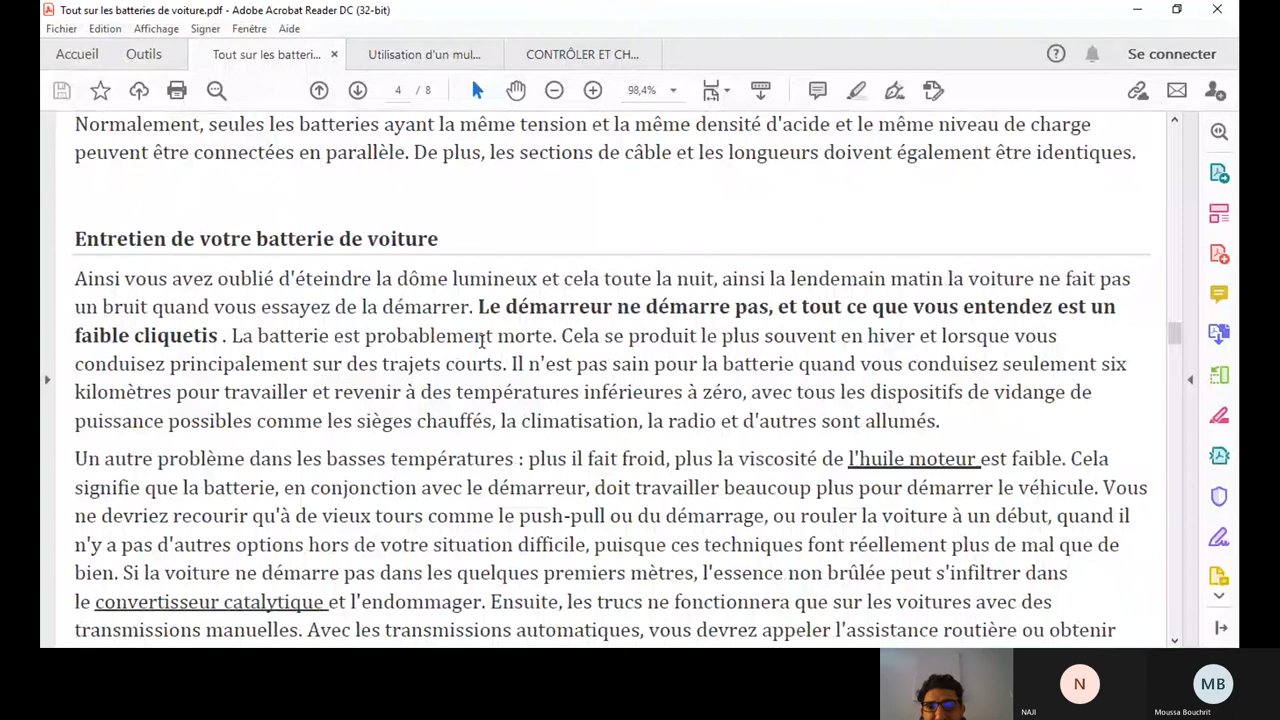 Tout sur les batteries de voiture.pdf - Adobe Acrobat Reader DC (32-bit)
Fichier Edition Affichage Signer Fenêtre Aide
Accueil Outils Tout sur les batteri... × Utilisation d'un mul... CONTRÔLER ET CH... Se connecter
4 / 8 98,4%
Normalement, seules les batteries ayant la même tension et la même densité d'acide et le même niveau de charge
peuvent être connectées en parallèle. De plus, les sections de câble et les longueurs doivent également être identiques.
Entretien de votre batterie de voiture
Ainsi vous avez oublié d'éteindre la dôme lumineux et cela toute la nuit, ainsi la lendemain matin la voiture ne fait pas
un bruit quand vous essayez de la démarrer. Le démarreur ne démarre pas, et tout ce que vous entendez est un
faible cliquetis . La batterie est probablement morte. Cela se produit le plus souvent en hiver et lorsque vous
conduisez principalement sur des trajets courts. Il n'est pas sain pour la batterie quand vous conduisez seulement six
kilomètres pour travailler et revenir à des températures inférieures à zéro, avec tous les dispositifs de vidange de
puissance possibles comme les sièges chauffés, la climatisation, la radio et d'autres sont allumés.
Un autre problème dans les basses températures : plus il fait froid, plus la viscosité de l'huile moteur est faible. Cela
signifie que la batterie, en conjonction avec le démarreur, doit travailler beaucoup plus pour démarrer le véhicule. Vous
ne devriez recourir qu'à de vieux tours comme le push-pull ou du démarrage, ou rouler la voiture à un début, quand il
n'y a pas d'autres options hors de votre situation difficile, puisque ces techniques font réellement plus de mal que de
bien. Si la voiture ne démarre pas dans les quelques premiers mètres, l'essence non brûlée peut s'infiltrer dans
le convertisseur catalytique et l'endommager. Ensuite, les trucs ne fonctionnera que sur les voitures avec des
transmissions manuelles. Avec les transmissions automatiques, vous devrez appeler l'assistance routière ou obtenir
N MB
NAJI Moussa Bouchrit